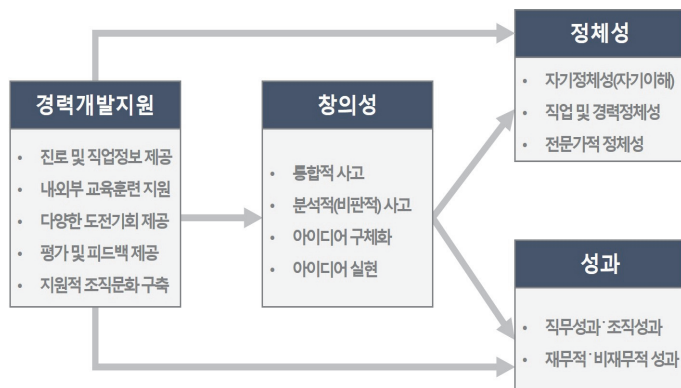 경력개발지원
• 진로 및 직업정보 제공
• 내외부 교육훈련 지원
• 다양한 도전기회 제공
• 평가 및 피드백 제공
• 지원적 조직문화 구축
창의성
• 통합적 사고
• 분석적(비판적) 사고
• 아이디어 구체화
• 아이디어 실현
정체성
• 자기정체성(자기이해)
• 직업 및 경력정체성
• 전문가적 정체성
성과
• 직무성과˙조직성과
• 재무적˙비재무적 성과